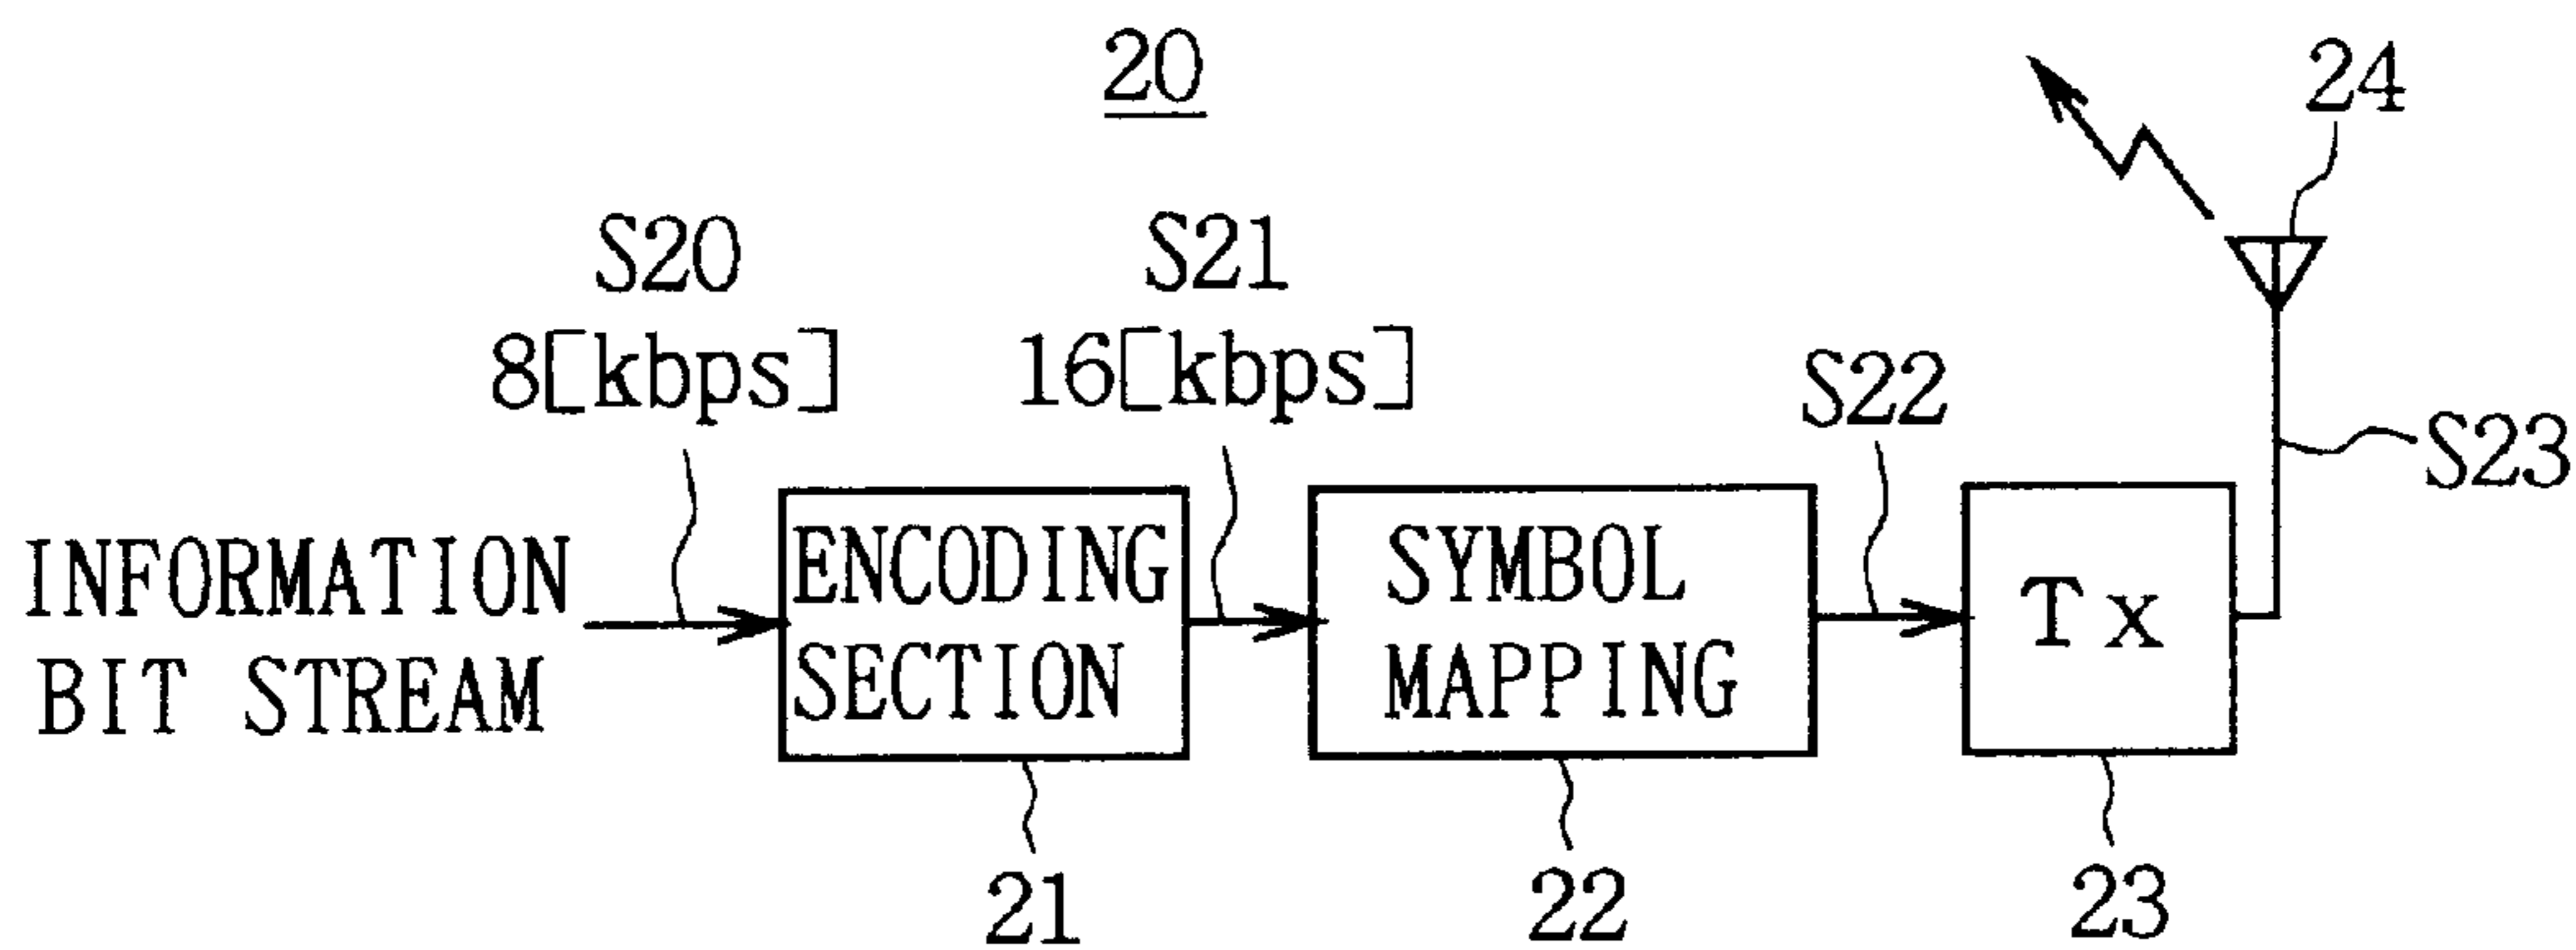 20
24
S20
8[kbps]
S21
16[kbps]
S22
S23
INFORMATION
BIT STREAM
ENCODING
SECTION
SYMBOL
MAPPING
Tx
21
22
23